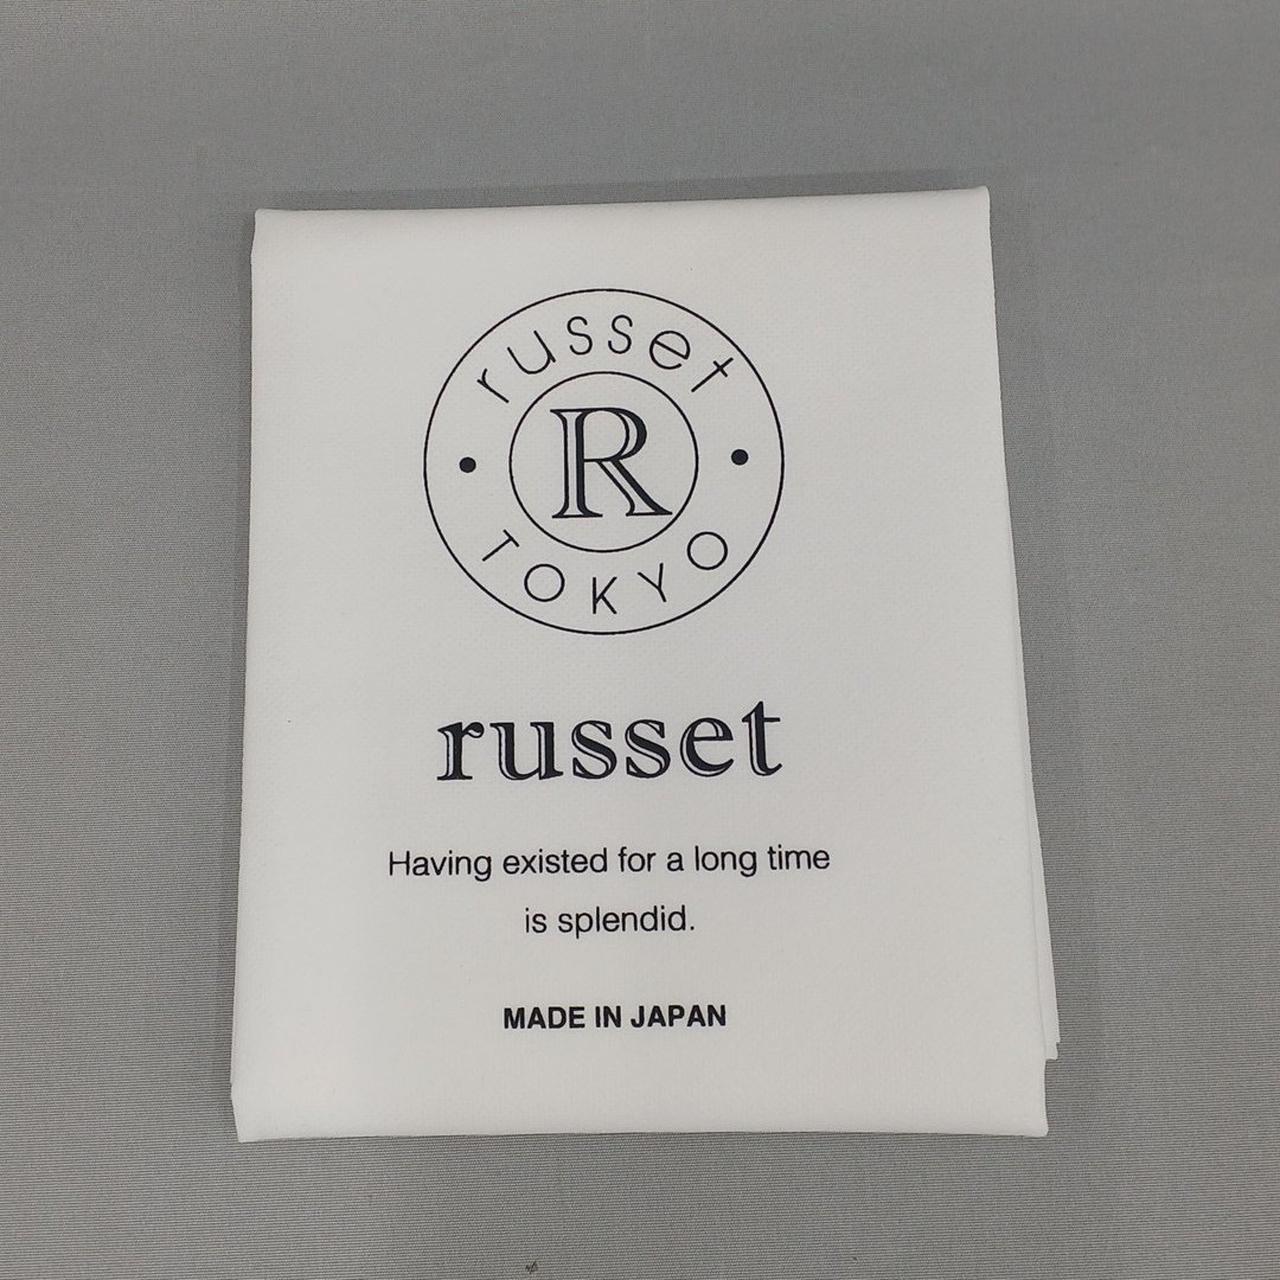 russet
R
TOKYO
russet
Having existed for a long time
is splendid.
MADE IN JAPAN